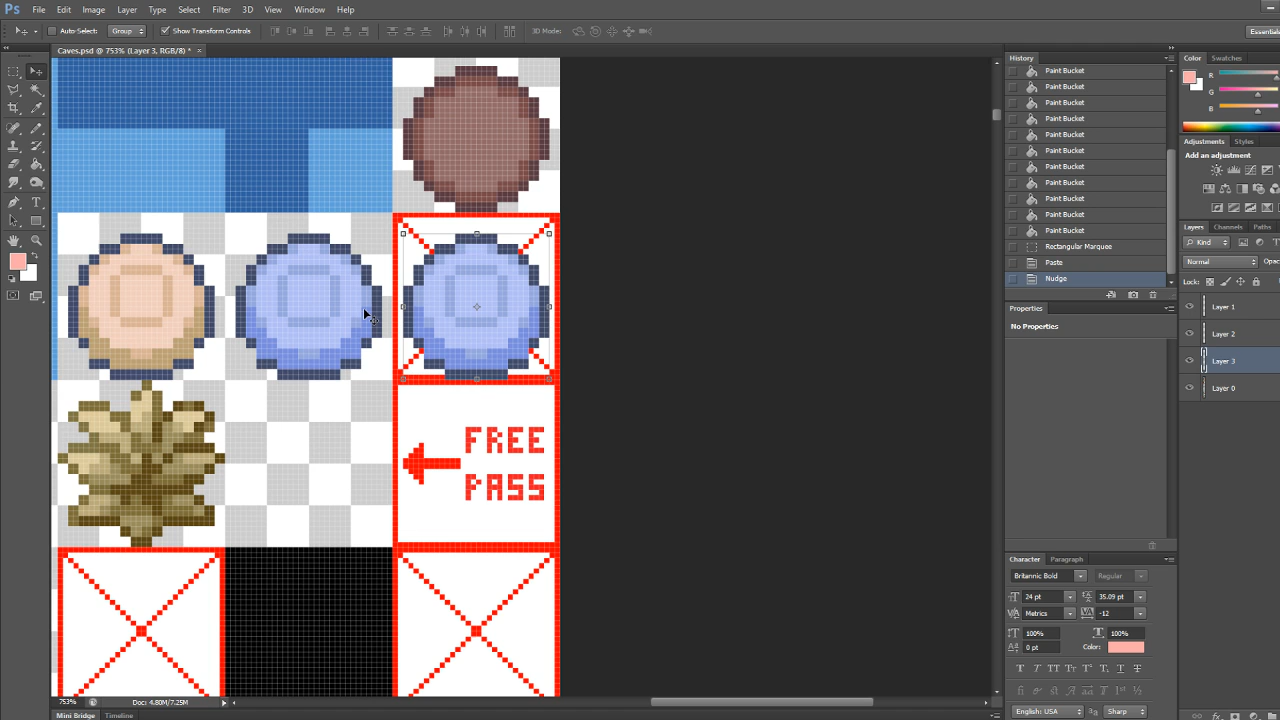 Ps File Edit Image Layer Type Select Filter 3D View Window Help
Auto-Select: Group Show Transform Controls 3D Mode: Essentials
Caves.psd @ 753% (Layer 3, RGB/8) * ×
History
Paint Bucket
Paint Bucket
Paint Bucket
Paint Bucket
Paint Bucket
Paint Bucket
Paint Bucket
Paint Bucket
Paint Bucket
Paint Bucket
Paint Bucket
Rectangular Marquee
Paste
Nudge
Properties
No Properties
Character Paragraph
Britannic Bold Regular
24 pt 35.09 pt
Metrics -12
100% 100%
0 pt Color:
English: USA Sharp
Color Swatches
R
G
B
Adjustments Styles
Add an adjustment
Layers Channels Paths
Kind
Normal Opac
Lock:
Layer 1
Layer 2
Layer 3
Layer 0
FREE
PASS
753% Doc: 4.80M/7.25M
Mini Bridge Timeline